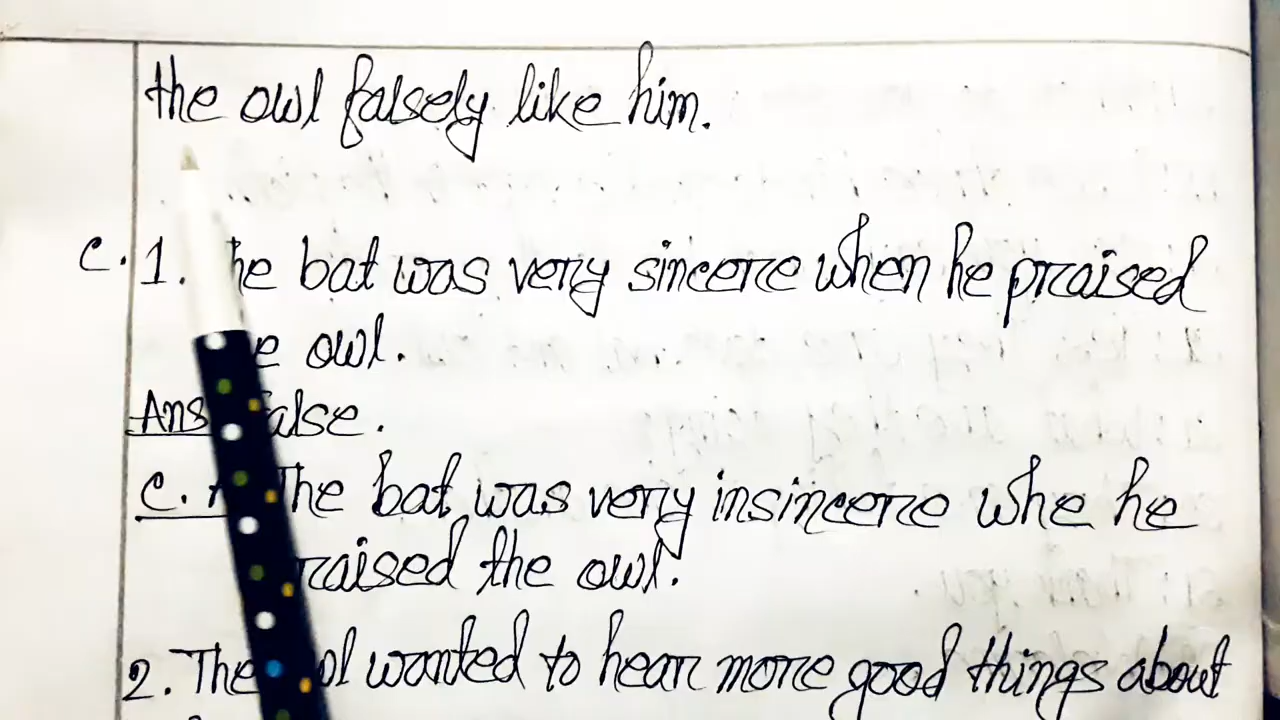 the owl falsely like him.
C. 1. he bat was very sincere when he praised
e owl.
Ans alse.
C. The bat was very insincere whe he
raised the owl.
2. The wl wanted to hear more good things about